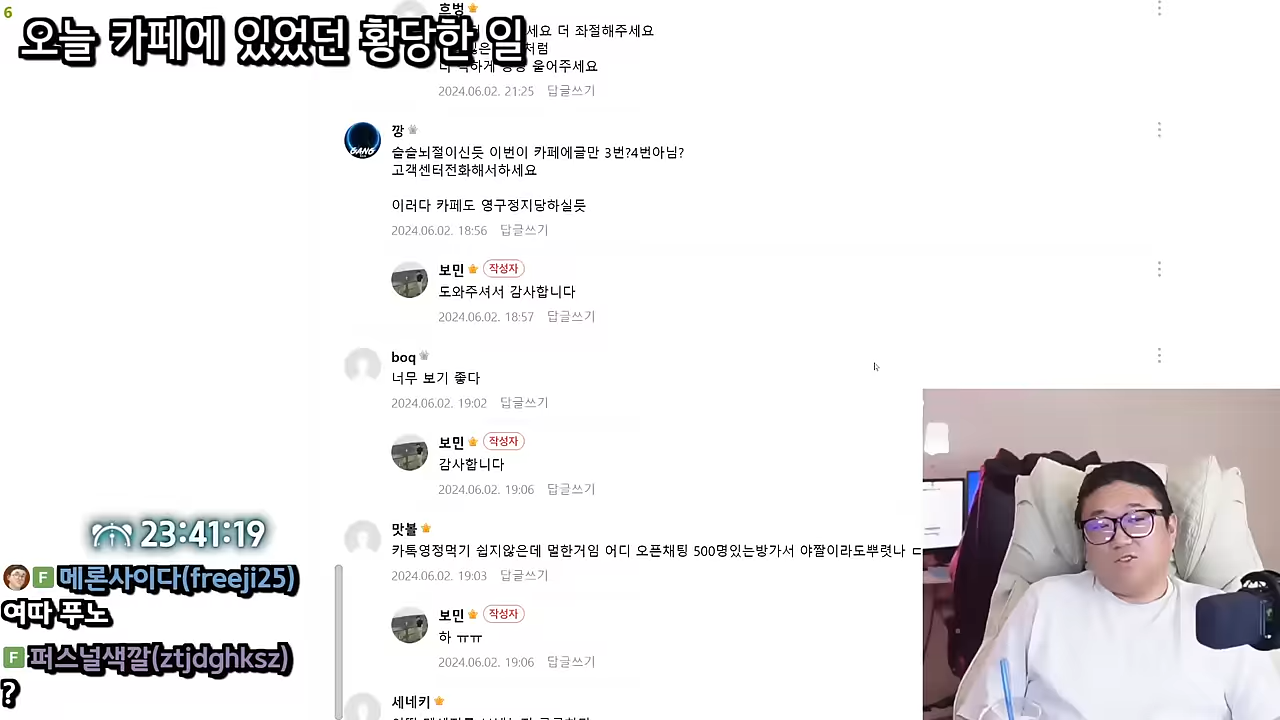 6
오늘 카페에 있었던 황당한 일
흐벙
세요 더 좌절해주세요
처럼
울어주세요
2024.06.02. 21:25 답글쓰기
깡
GANG
슬슬뇌절이신듯 이번이 카페에글만 3번?4번아님?
고객센터전화해서하세요
이러다 카페도 영구정지당하실듯
2024.06.02. 18:56 답글쓰기
보민 작성자
도와주셔서 감사합니다
2024.06.02. 18:57 답글쓰기
boq
너무 보기 좋다
2024.06.02. 19:02 답글쓰기
보민 작성자
감사합니다
2024.06.02. 19:06 답글쓰기
맛볼
카톡영정먹기 쉽지않은데 멀한거임 어디 오픈채팅 500명있는방가서 야짤이라도뿌렷나 ㄷ
2024.06.02. 19:03 답글쓰기
보민 작성자
하 ㅠㅠ
2024.06.02. 19:06 답글쓰기
세네키
23:41:19
F 메론사이다(freeji25)
여따 푸노
F 퍼스널색깔(ztjdghksz)
?